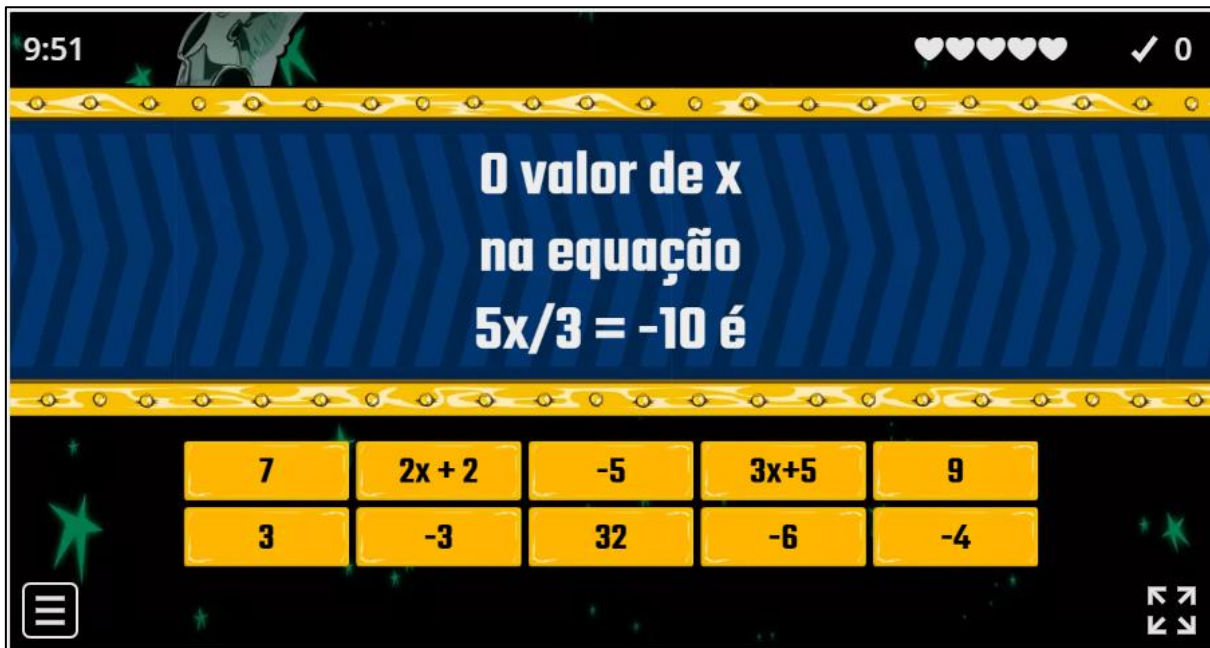 9:51
✓ 0
O valor de x
na equação
5x/3 = -10 é
7 2x + 2 -5 3x+5 9
3 -3 32 -6 -4